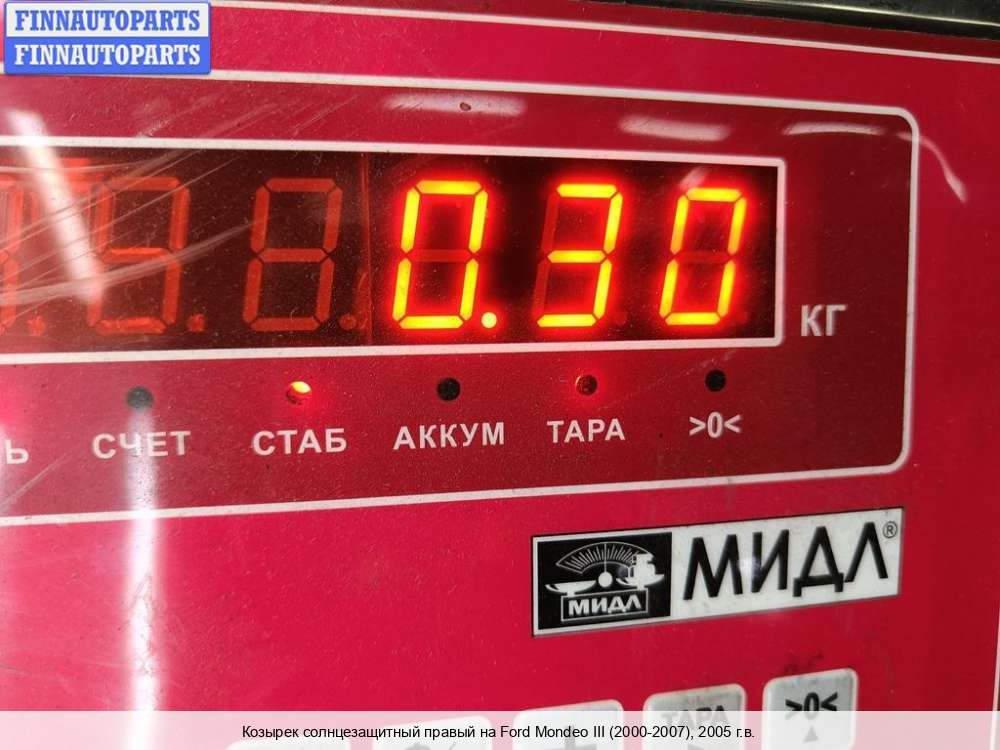 FINNAUTOPARTS
FINNAUTOPARTS
0.30
КГ
Ь СЧЕТ СТАБ АККУМ ТАРА >0<
МИДЛ
МИДЛ®
ТАРА >0<
Козырек солнцезащитный правый на Ford Mondeo III (2000-2007), 2005 г.в.